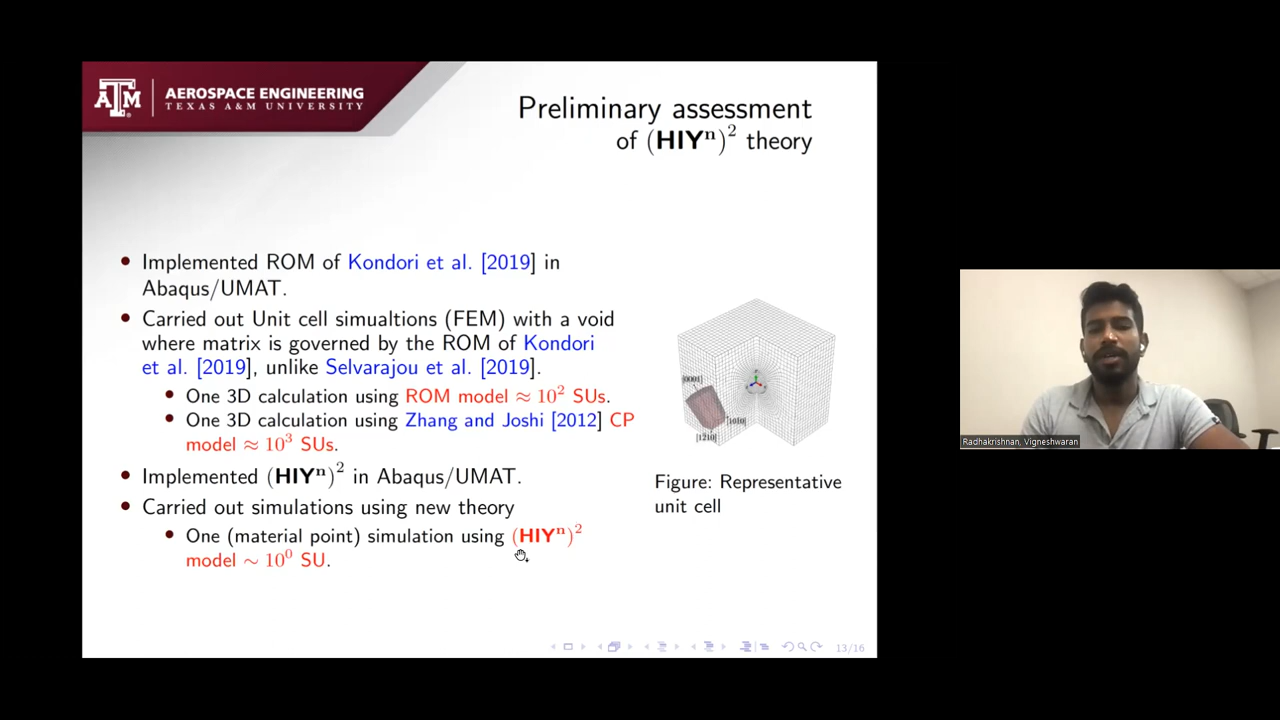 AEROSPACE ENGINEERING
TEXAS A&M UNIVERSITY
Preliminary assessment
of (HIYⁿ)² theory
• Implemented ROM of Kondori et al. [2019] in
Abaqus/UMAT.
• Carried out Unit cell simualtions (FEM) with a void
where matrix is governed by the ROM of Kondori
et al. [2019], unlike Selvarajou et al. [2019].
• One 3D calculation using ROM model ≈ 10² SUs.
• One 3D calculation using Zhang and Joshi [2012] CP
model ≈ 10³ SUs.
• Implemented (HIYⁿ)² in Abaqus/UMAT.
• Carried out simulations using new theory
• One (material point) simulation using (HIYⁿ)²
model ∼ 10⁰ SU.
[0001]
[1010]
[1210]
Figure: Representative
unit cell
13/16
Radhakrishnan, Vigneshwaran